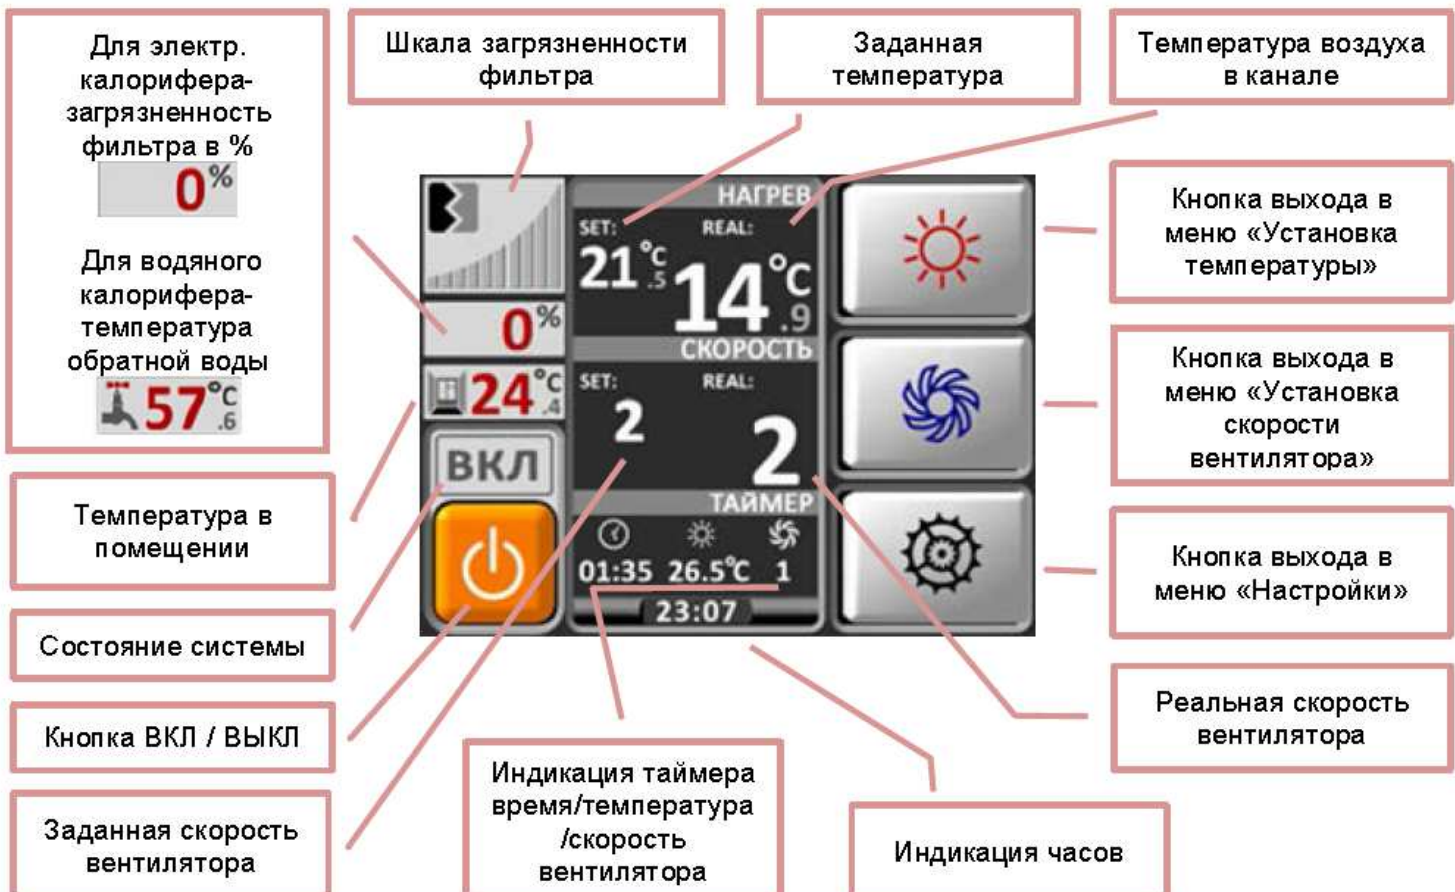 Для электр.
калорифера-
загрязненность
фильтра в %
0%
Для водяного
калорифера-
температура
обратной воды
57°C
.6
Шкала загрязненности
фильтра
Заданная
температура
Температура воздуха
в канале
НАГРЕВ
SET:
REAL:
21°C
.5
14°C
.9
0%
СКОРОСТЬ
24°C
.4
SET:
REAL:
2
2
ВКЛ
ТАЙМЕР
01:35 26.5°C 1
23:07
Кнопка выхода в
меню «Установка
температуры»
Кнопка выхода в
меню «Установка
скорости
вентилятора»
Кнопка выхода в
меню «Настройки»
Реальная скорость
вентилятора
Температура в
помещении
Состояние системы
Кнопка ВКЛ / ВЫКЛ
Заданная скорость
вентилятора
Индикация таймера
время/температура
/скорость
вентилятора
Индикация часов